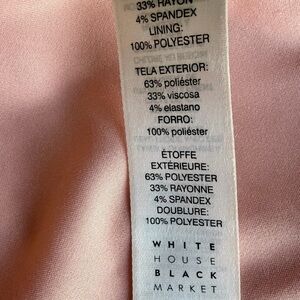 33% RAYON
4% SPANDEX
LINING:
100% POLYESTER
TELA EXTERIOR:
63% poliéster
33% viscosa
4% elastano
FORRO:
100% poliéster
ÉTOFFE
EXTÉRIEURE:
63% POLYESTER
33% RAYONNE
4% SPANDEX
DOUBLURE:
100% POLYESTER
WHITE
HOUSE
BLACK
MARKET